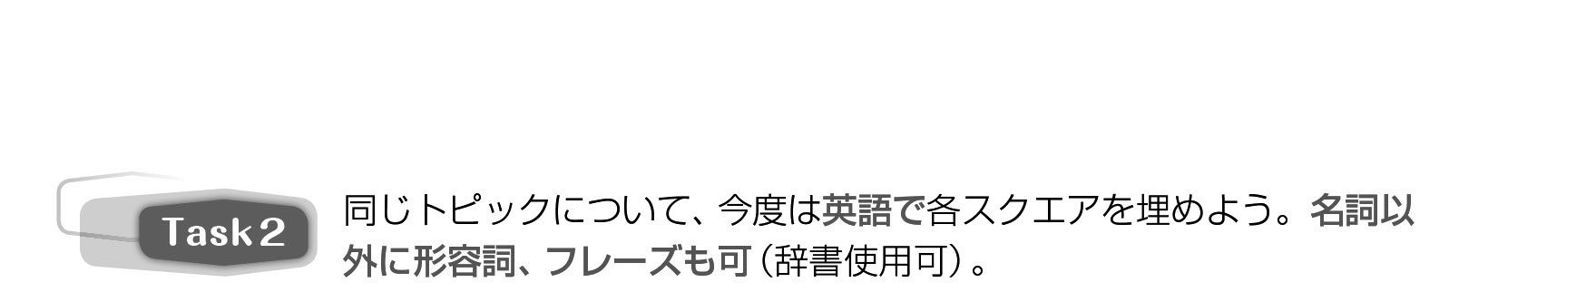 Task 2
同じトピックについて、今度は英語で各スクエアを埋めよう。名詞以
外に形容詞、フレーズも可（辞書使用可）。